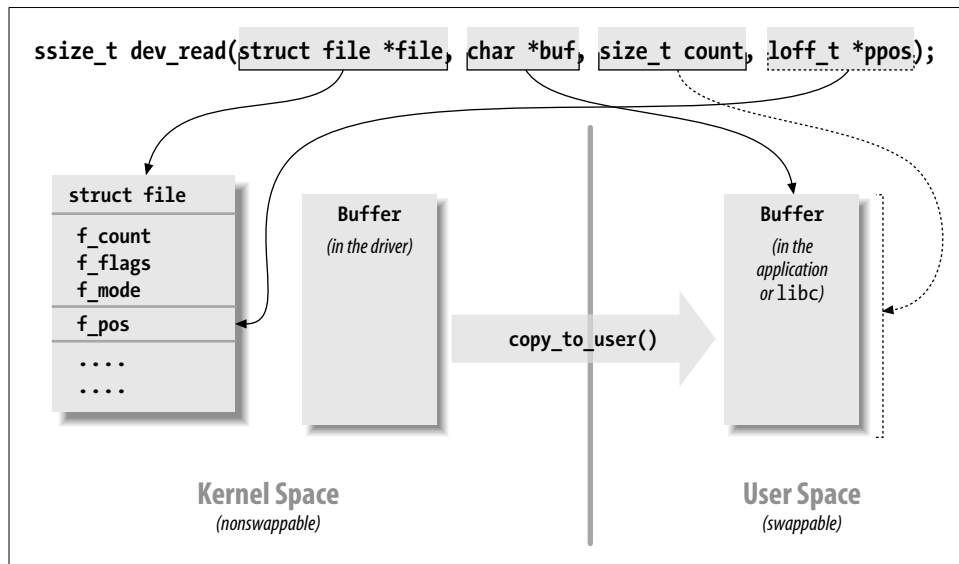 ssize_t dev_read(struct file *file, char *buf, size_t count, loff_t *ppos);
struct file
f_count
f_flags
f_mode
f_pos
....
....
Buffer
(in the driver)
copy_to_user()
Buffer
(in the
application
or libc)
Kernel Space
(nonswappable)
User Space
(swappable)